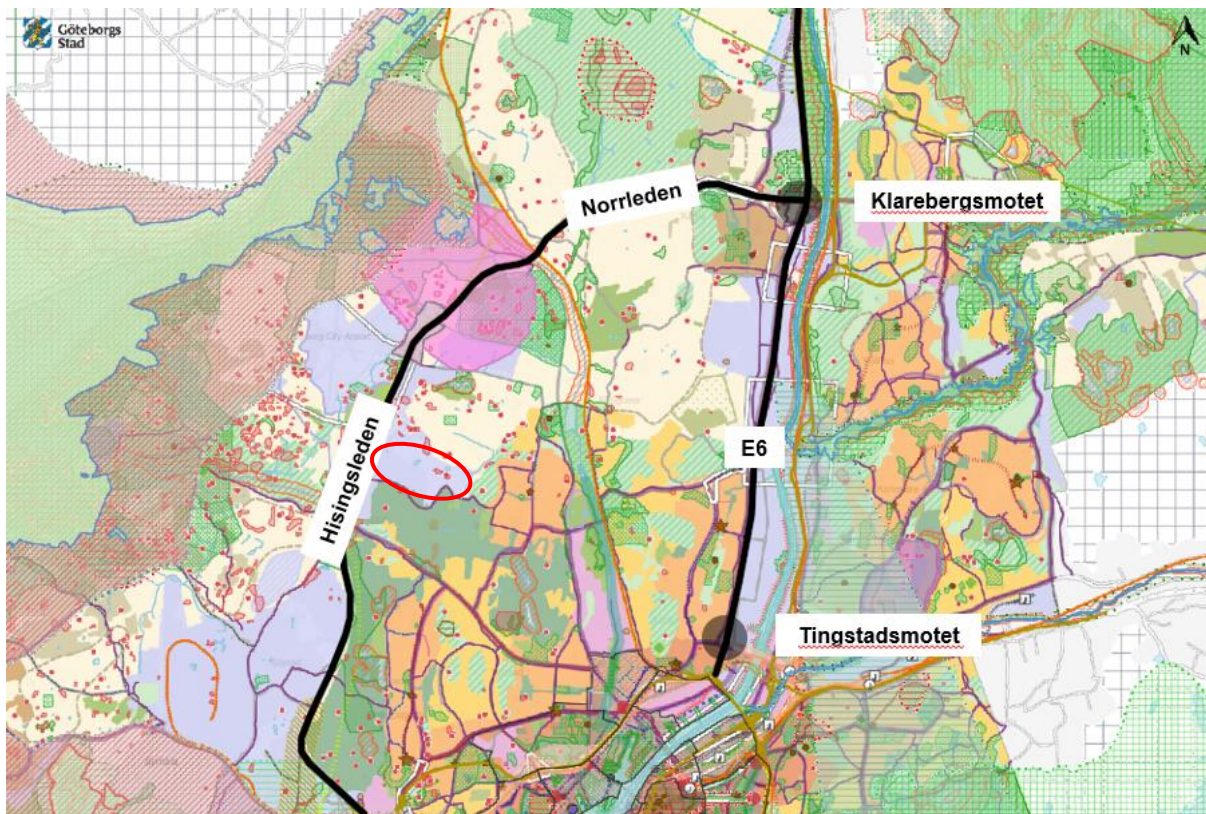 Göteborgs
Stad
N
Norrleden
Klarebergsmotet
Hisingsleden
E6
Tingstadsmotet